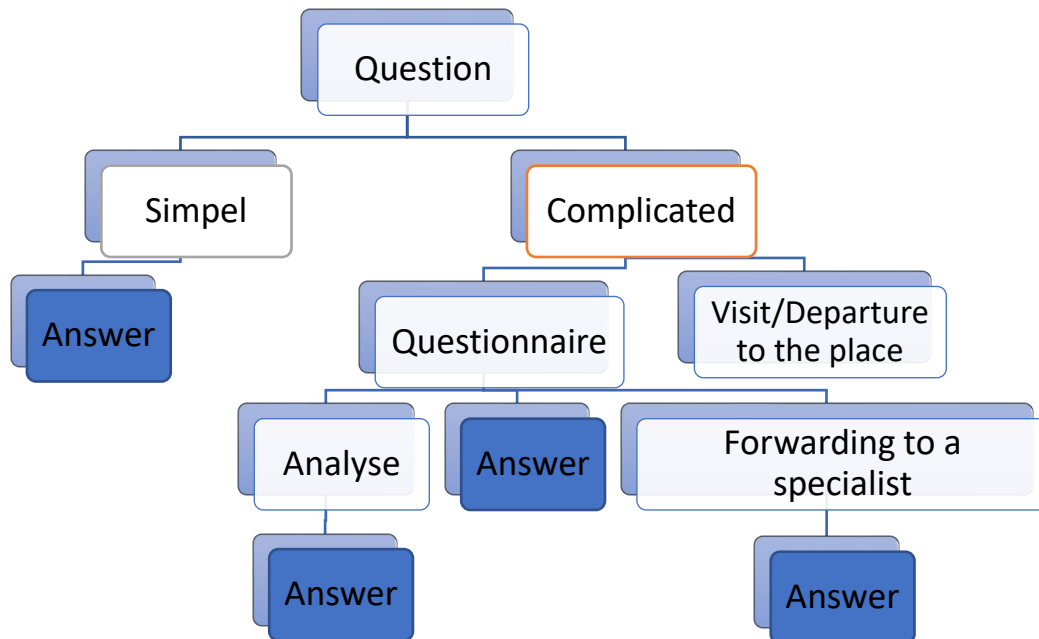 Question
Simpel
Complicated
Answer
Questionnaire
Visit/Departure
to the place
Analyse
Answer
Forwarding to a
specialist
Answer
Answer